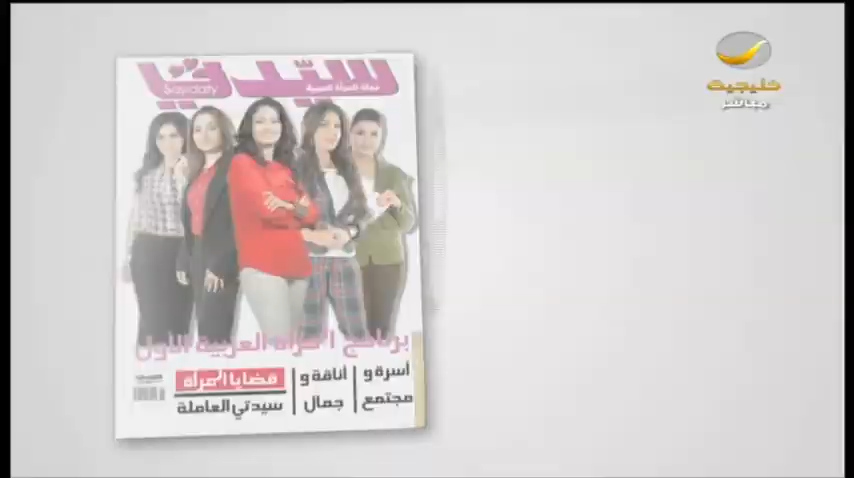 سيدتي
Sayidaty
مجلة المرأة العربية
خليجية
مباشر
برنامج المرأة العربية الأول
أسرة و
مجتمع
أناقة و
جمال
قضايا المرأة
سيدتي العاملة